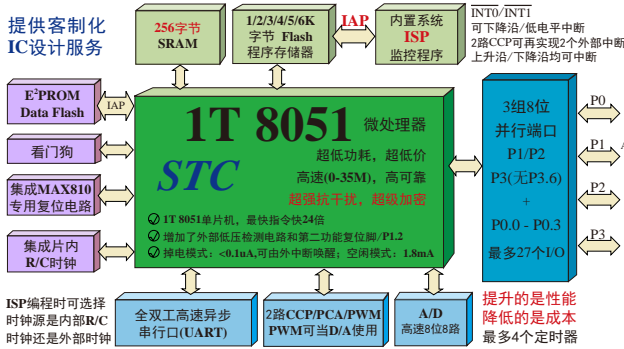 提供客制化
IC设计服务
256字节
SRAM
1/2/3/4/5/6K
字节 Flash
程序存储器
IAP
内置系统
ISP
监控程序
INT0/INT1
可下降沿/低电平中断
2路CCP可再实现2个外部中断
上升沿/下降沿均可中断
E²PROM
Data Flash
IAP
看门狗
集成MAX810
专用复位电路
集成片内
R/C时钟
1T 8051 微处理器
STC
超低功耗，超低价
高速(0-35M)，高可靠
超强抗干扰，超级加密
1T 8051单片机，最快指令快24倍
增加了外部低压检测电路和第二功能复位脚/P1.2
掉电模式：<0.1uA,可由外中断唤醒；空闲模式：1.8mA
3组8位
并行端口
P1/P2
P3(无P3.6)
+
P0.0 - P0.3
最多27个I/O
P0
P1
P2
P3
ISP编程时可选择
时钟源是内部R/C
时钟还是外部时钟
全双工高速异步
串行口(UART)
2路CCP/PCA/PWM
PWM可当D/A使用
A/D
高速8位8路
提升的是性能
降低的是成本
最多4个定时器